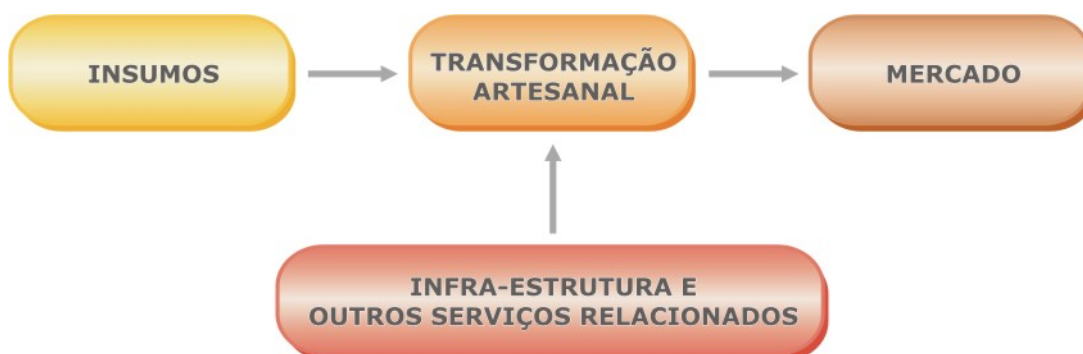 INSUMOS
TRANSFORMAÇÃO
ARTESANAL
MERCADO
INFRA-ESTRUTURA E
OUTROS SERVIÇOS RELACIONADOS